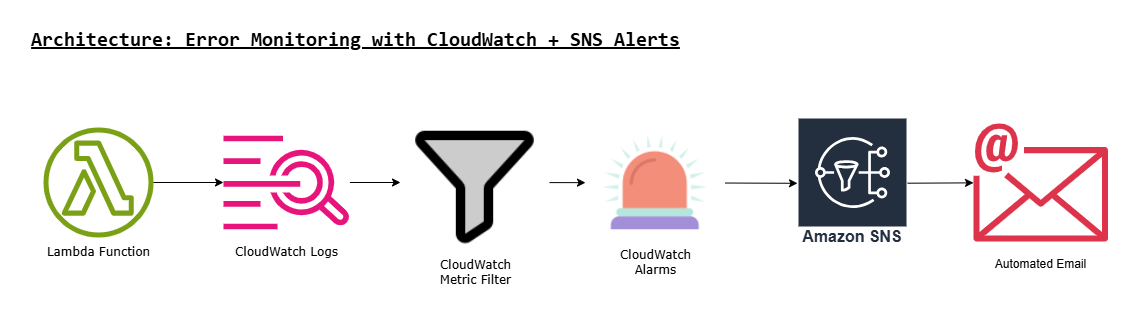 Architecture: Error Monitoring with CloudWatch + SNS Alerts
Lambda Function
CloudWatch Logs
CloudWatch
Metric Filter
CloudWatch
Alarms
Amazon SNS
@
Automated Email